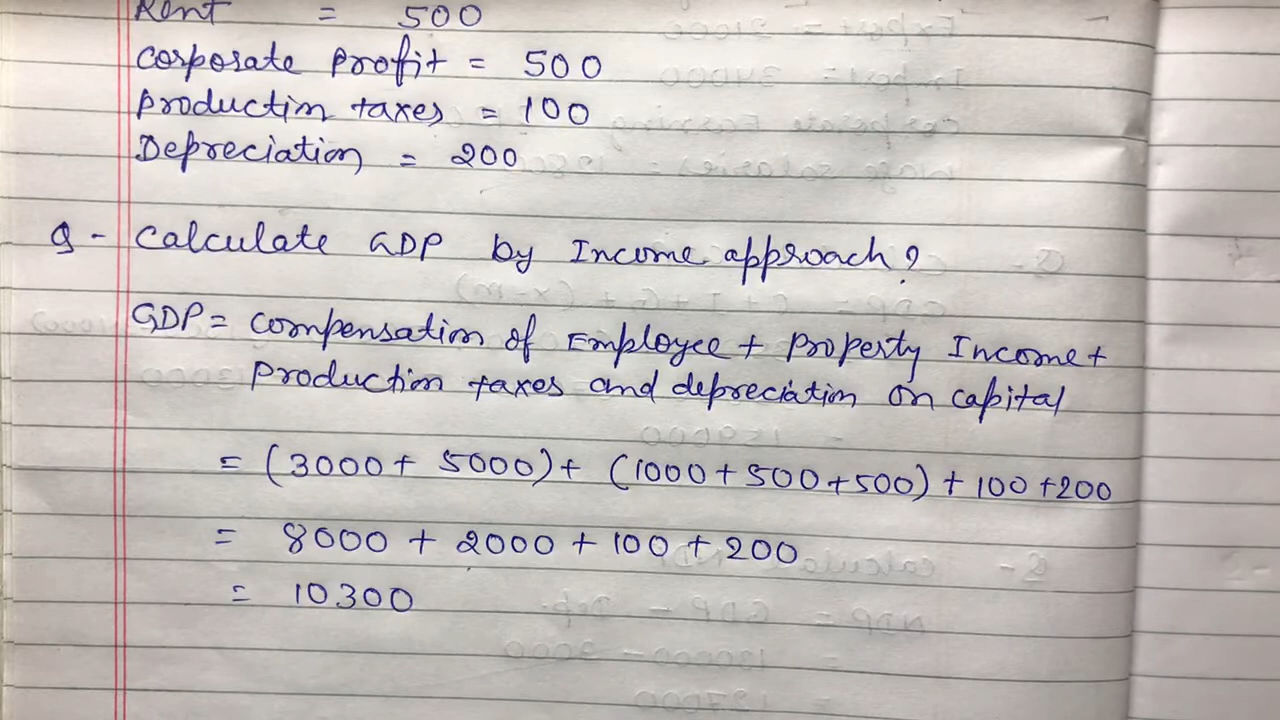 Rent = 500
Corporate profit = 500
Production taxes = 100
Depreciation = 200
Q - Calculate GDP by Income approach?
GDP = Compensation of Employee + Property Income +
Production taxes and depreciation on capital
= (3000 + 5000) + (1000 + 500 + 500) + 100 + 200
= 8000 + 2000 + 100 + 200
= 10300